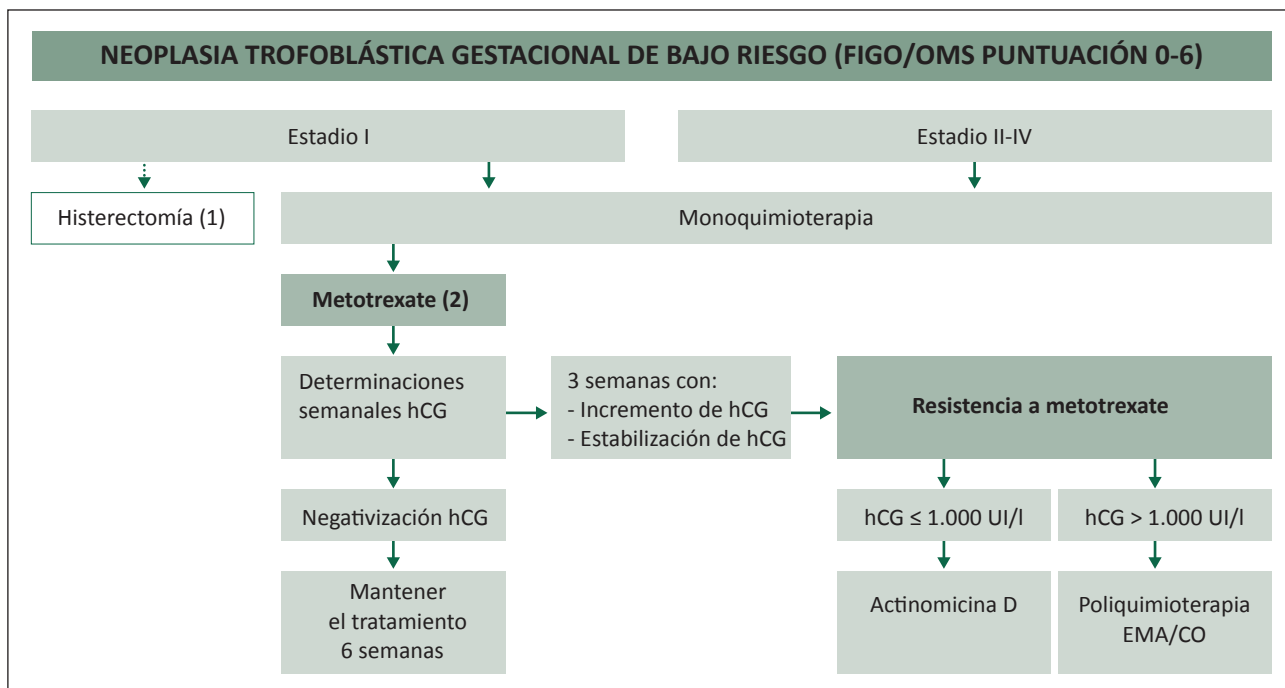 NEOPLASIA TROFOBLÁSTICA GESTACIONAL DE BAJO RIESGO (FIGO/OMS PUNTUACIÓN 0-6)
Estadio I
Estadio II-IV
Histerectomía (1)
Monoquimioterapia
Metotrexate (2)
Determinaciones
semanales hCG
3 semanas con:
- Incremento de hCG
- Estabilización de hCG
Resistencia a metotrexate
Negativización hCG
hCG ≤ 1.000 UI/l
hCG > 1.000 UI/l
Mantener
el tratamiento
6 semanas
Actinomicina D
Poliquimioterapia
EMA/CO